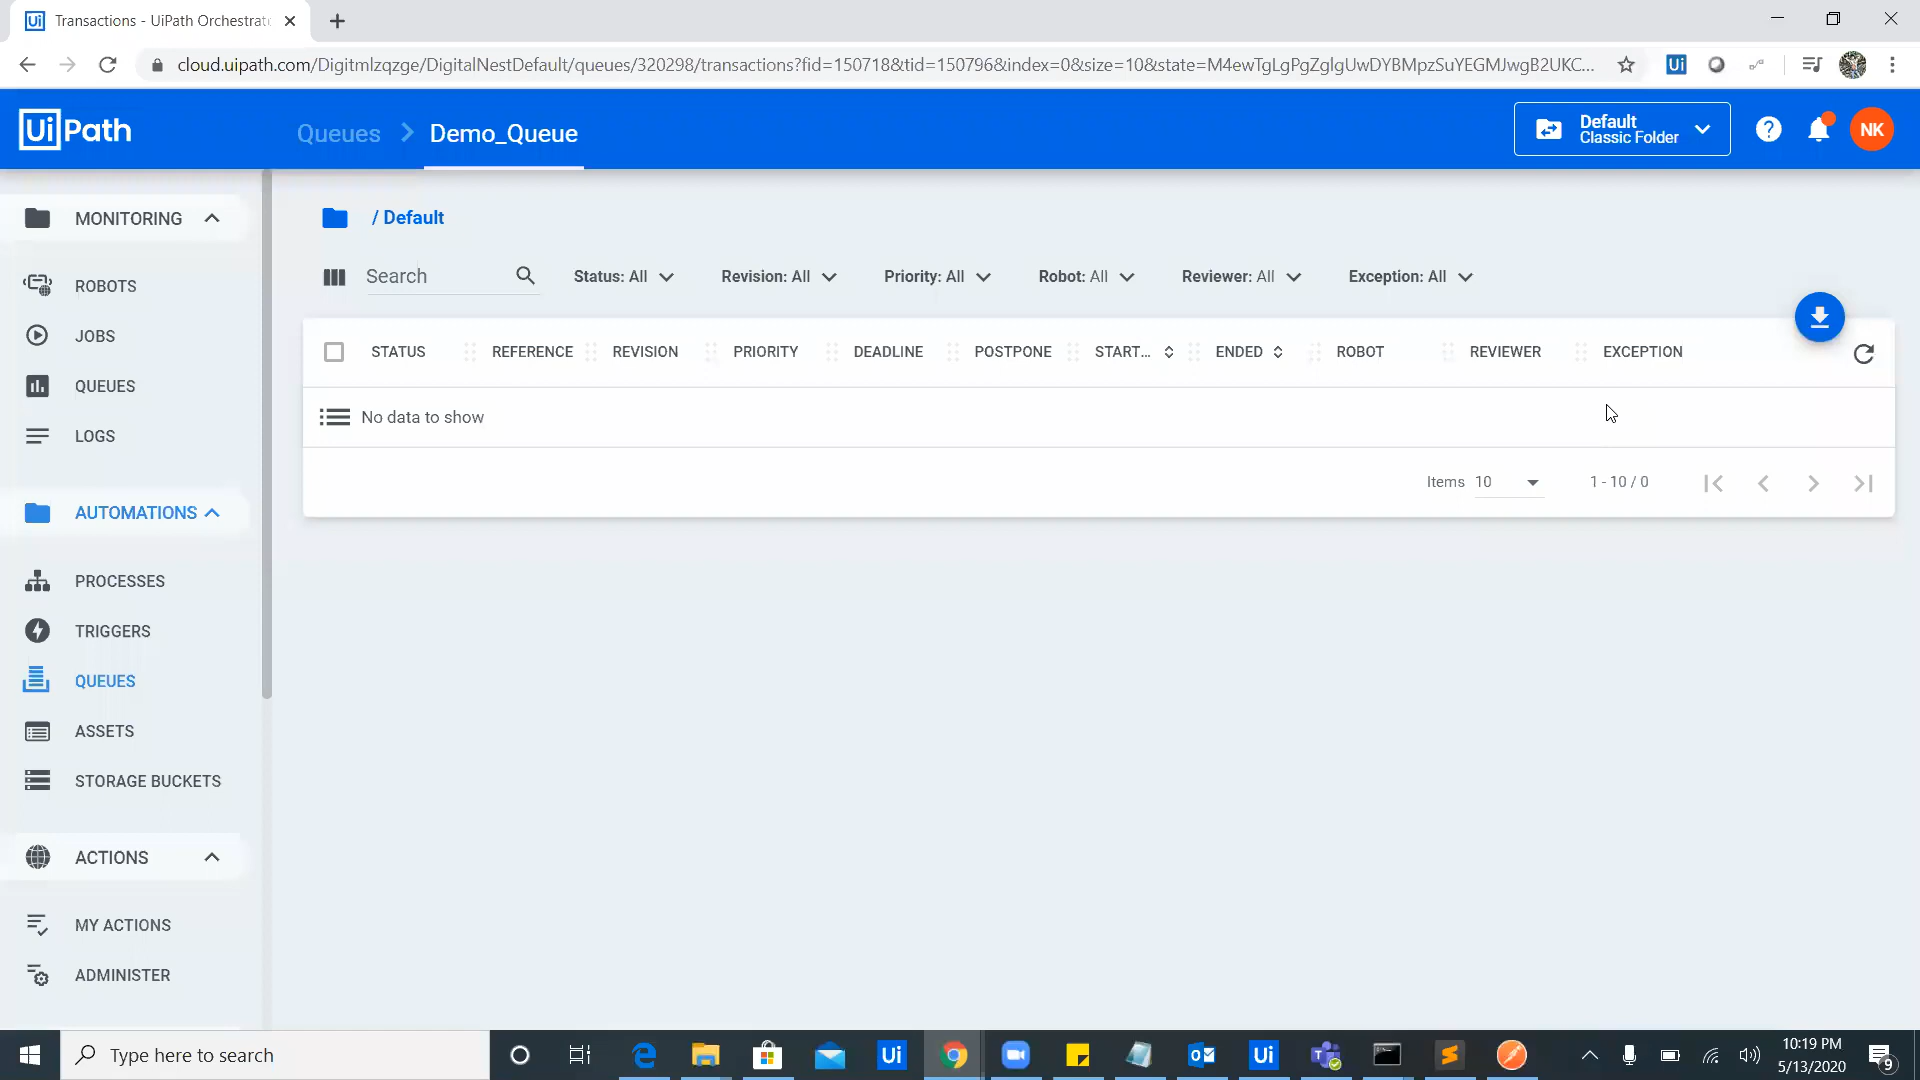 Transactions - UiPath Orchestrato
cloud.uipath.com/Digitmlzqzge/DigitalNestDefault/queues/320298/transactions?fid=150718&tid=150796&index=0&size=10&state=M4ewTgLgPgZglgUwDYBMpzSuYEGMJwgB2UKC...
Ui Path
Queues
Demo_Queue
Default
Classic Folder
NK
MONITORING
ROBOTS
JOBS
QUEUES
LOGS
AUTOMATIONS
PROCESSES
TRIGGERS
QUEUES
ASSETS
STORAGE BUCKETS
ACTIONS
MY ACTIONS
ADMINISTER
/ Default
Search
Status: All
Revision: All
Priority: All
Robot: All
Reviewer: All
Exception: All
STATUS
REFERENCE
REVISION
PRIORITY
DEADLINE
POSTPONE
START...
ENDED
ROBOT
REVIEWER
EXCEPTION
No data to show
Items 10
1 - 10 / 0
Type here to search
10:19 PM
5/13/2020
9